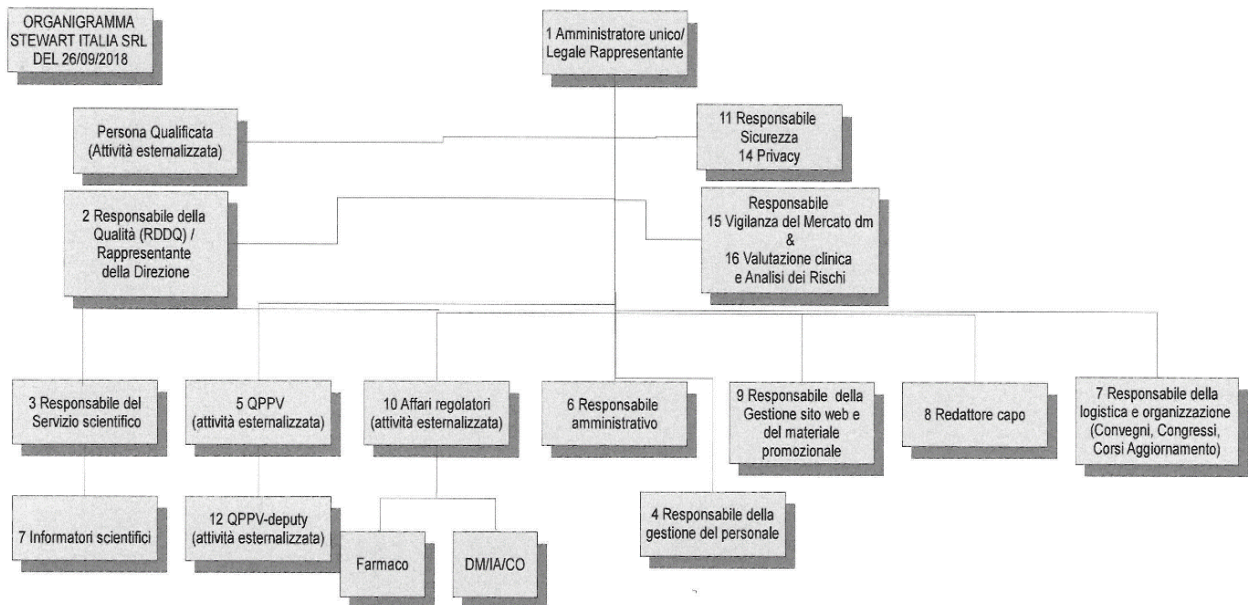 ORGANIGRAMMA
STEWART ITALIA SRL
DEL 26/09/2018
1 Amministratore unico/
Legale Rappresentante
Persona Qualificata
(Attività esternalizzata)
11 Responsabile
Sicurezza
14 Privacy
2 Responsabile della
Qualità (RDDQ) /
Rappresentante
della Direzione
Responsabile
15 Vigilanza del Mercato dm
&
16 Valutazione clinica
e Analisi dei Rischi
3 Responsabile del
Servizio scientifico
5 QPPV
(attività esternalizzata)
10 Affari regolatori
(attività esternalizzata)
6 Responsabile
amministrativo
9 Responsabile della
Gestione sito web e
del materiale
promozionale
8 Redattore capo
7 Responsabile della
logistica e organizzazione
(Convegni, Congressi,
Corsi Aggiornamento)
7 Informatori scientifici
12 QPPV-deputy
(attività esternalizzata)
Farmaco
DM/IA/CO
4 Responsabile della
gestione del personale